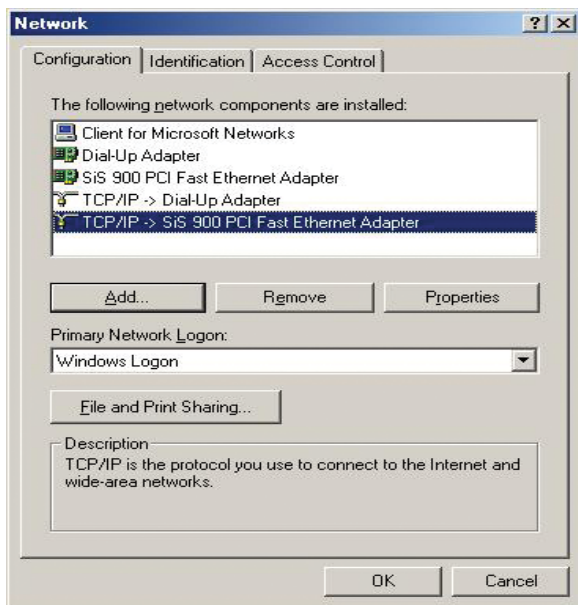 Network
Configuration Identification Access Control
The following network components are installed:
Client for Microsoft Networks
Dial-Up Adapter
SiS 900 PCI Fast Ethernet Adapter
TCP/IP -> Dial-Up Adapter
TCP/IP -> SiS 900 PCI Fast Ethernet Adapter
Add... Remove Properties
Primary Network Logon:
Windows Logon
File and Print Sharing...
Description
TCP/IP is the protocol you use to connect to the Internet and
wide-area networks.
OK Cancel